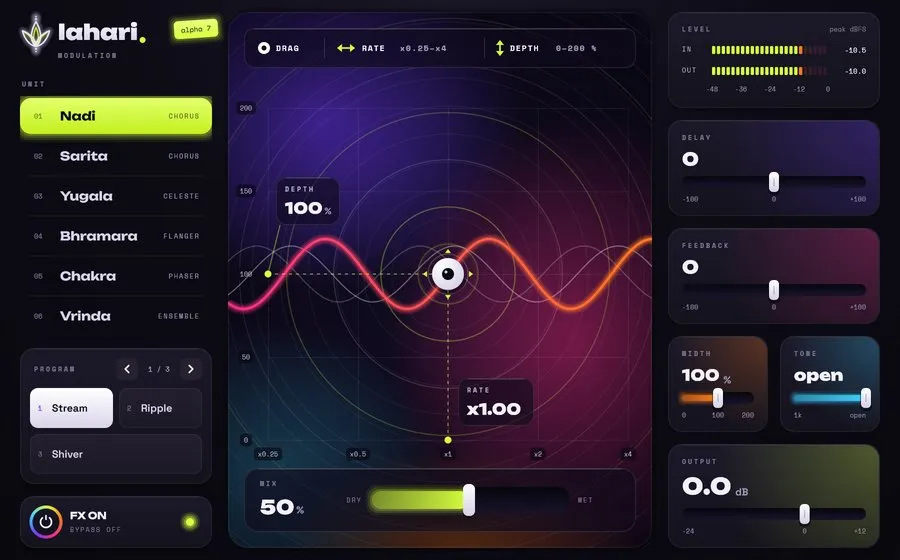 lahari.
alpha 7
MODULATION
UNIT
01 Nadi CHORUS
02 Sarita CHORUS
03 Yugala CELESTE
04 Bhramara FLANGER
05 Chakra PHASER
06 Vrinda ENSEMBLE
PROGRAM 1 / 3
1 Stream
2 Ripple
3 Shiver
FX ON
BYPASS OFF
DRAG RATE x0.25–x4 DEPTH 0–200 %
200
150
100
50
0
DEPTH
100 %
RATE
x1.00
x0.25 x0.5 x1 x2 x4
MIX
50 %
DRY WET
LEVEL peak dBFS
IN -10.5
OUT -10.0
-48 -36 -24 -12 0
DELAY
0
-100 0 +100
FEEDBACK
0
-100 0 +100
WIDTH
100 %
0 100 200
TONE
open
1k open
OUTPUT
0.0 dB
-24 0 +12